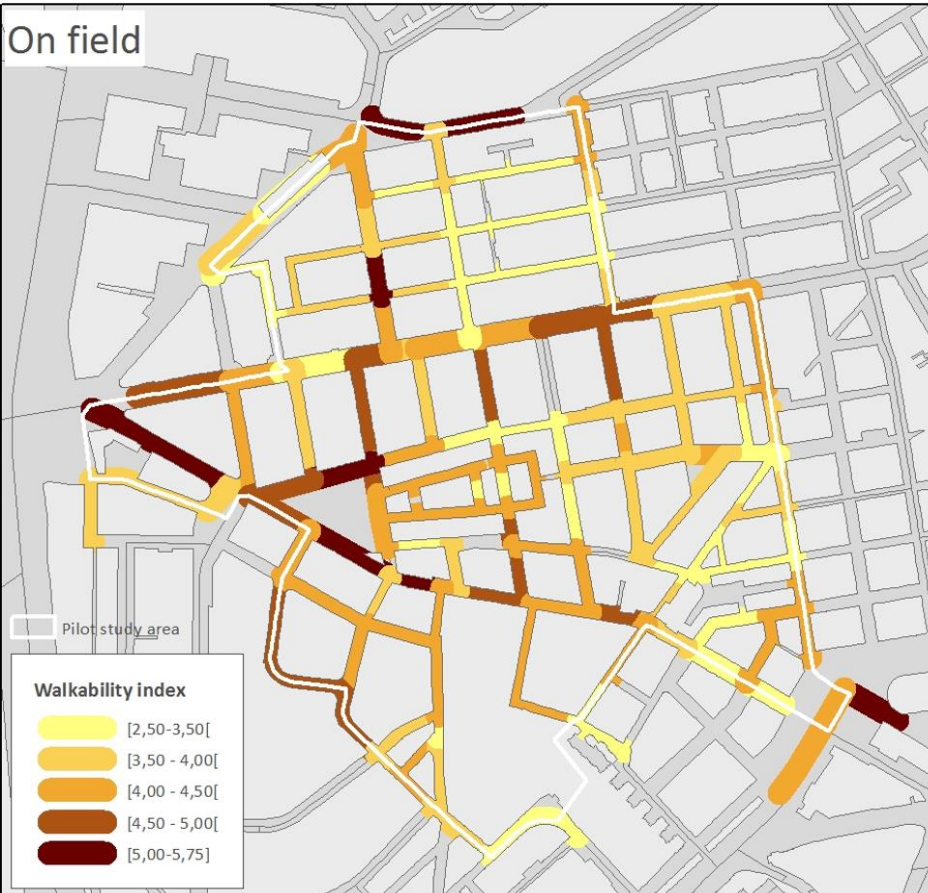 On field
Pilot study area
Walkability index
[2,50-3,50[
[3,50 - 4,00[
[4,00 - 4,50[
[4,50 - 5,00[
[5,00-5,75]